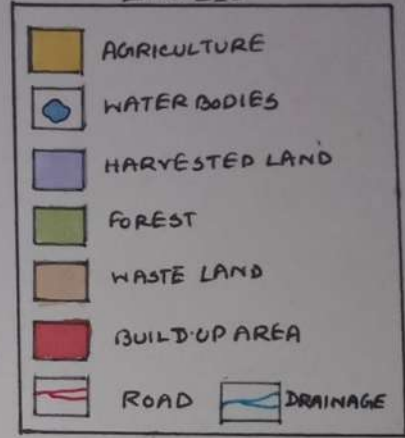 AGRICULTURE
WATER BODIES
HARVESTED LAND
FOREST
WASTE LAND
BUILD-UP AREA
ROAD DRAINAGE